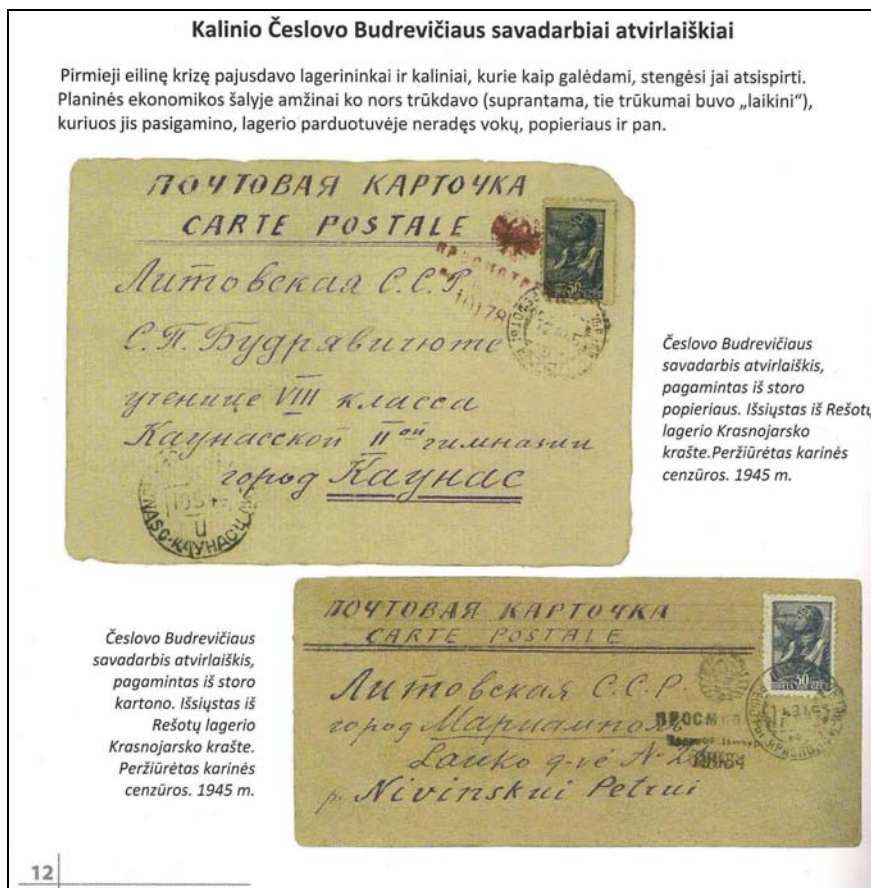 Kalinio Česlovo Budrevičiaus savadarbiai atvirlaiškiai
Pirmieji eilinę krizę pajusdavo lagerininkai ir kaliniai, kurie kaip galėdami, stengėsi jai atsispirti.
Planinės ekonomikos šalyje amžinai ko nors trūkdavo (suprantama, tie trūkumai buvo „laikini“),
kuriuos jis pasigamino, lagerio parduotuvėje neradęs vokų, popieriaus ir pan.
ПОЧТОВАЯ КАРТОЧКА
CARTE POSTALE
Литовская С.С.Р.
С.П. Будрявичюте
ученице VIII класса
Каунасской II ой гимназии
город Каунас
10178
Česlovo Budrevičiaus
savadarbis atvirlaiškis,
pagamintas iš storo
popieriaus. Išsiųstas iš Rešotų
lagerio Krasnojarsko
krašte.Peržiūrėtas karinės
cenzūros. 1945 m.
Česlovo Budrevičiaus
savadarbis atvirlaiškis,
pagamintas iš storo
kartono. Išsiųstas iš
Rešotų lagerio
Krasnojarsko krašte.
Peržiūrėtas karinės
cenzūros. 1945 m.
ПОЧТОВАЯ КАРТОЧКА
CARTE POSTALE
Литовская С.С.Р.
город Мариамполь
Lauko g-vė №
p. Nivinskui Petrui
12